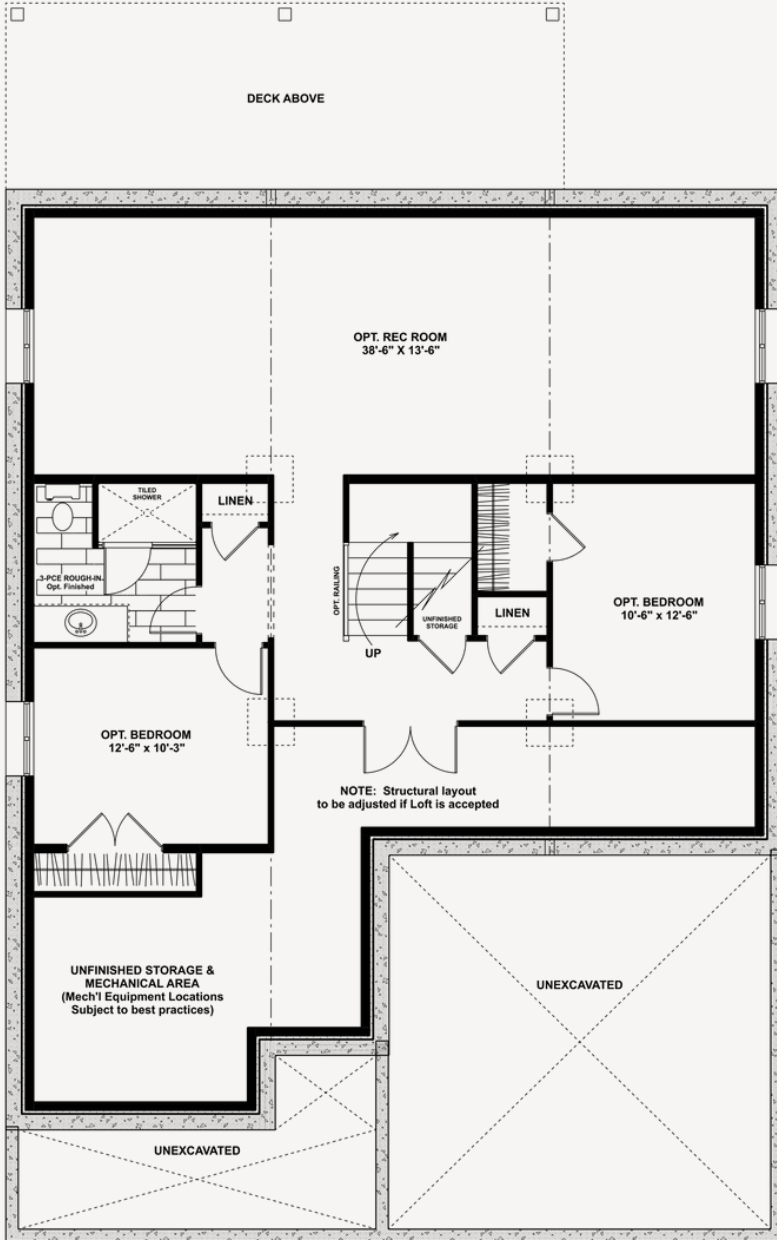 DECK ABOVE
OPT. REC ROOM
38'-6" X 13'-6"
TILED
SHOWER
LINEN
3-PCE ROUGH-IN
Opt. Finished
OPT. RAILING
UNFINISHED
STORAGE
LINEN
UP
OPT. BEDROOM
10'-6" x 12'-6"
OPT. BEDROOM
12'-6" x 10'-3"
NOTE: Structural layout
to be adjusted if Loft is accepted
UNFINISHED STORAGE &
MECHANICAL AREA
(Mech'l Equipment Locations
Subject to best practices)
UNEXCAVATED
UNEXCAVATED